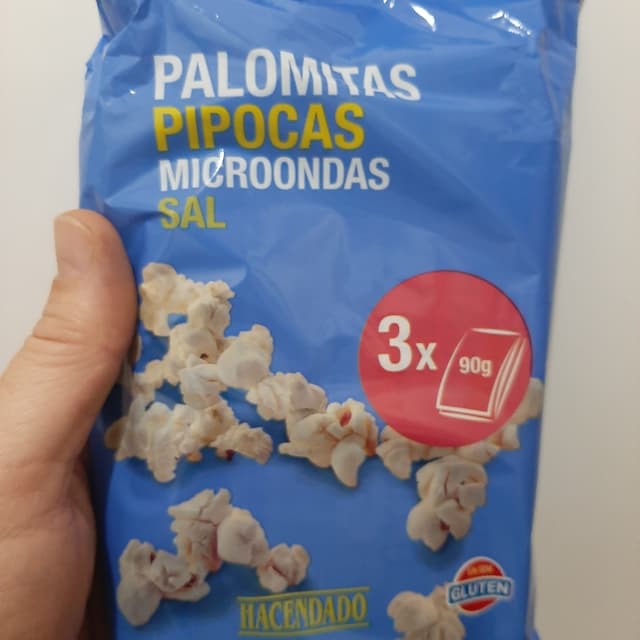 PALOMITAS
PIPOCAS
MICROONDAS
SAL
3x
90g
HACENDADO
GLUTEN